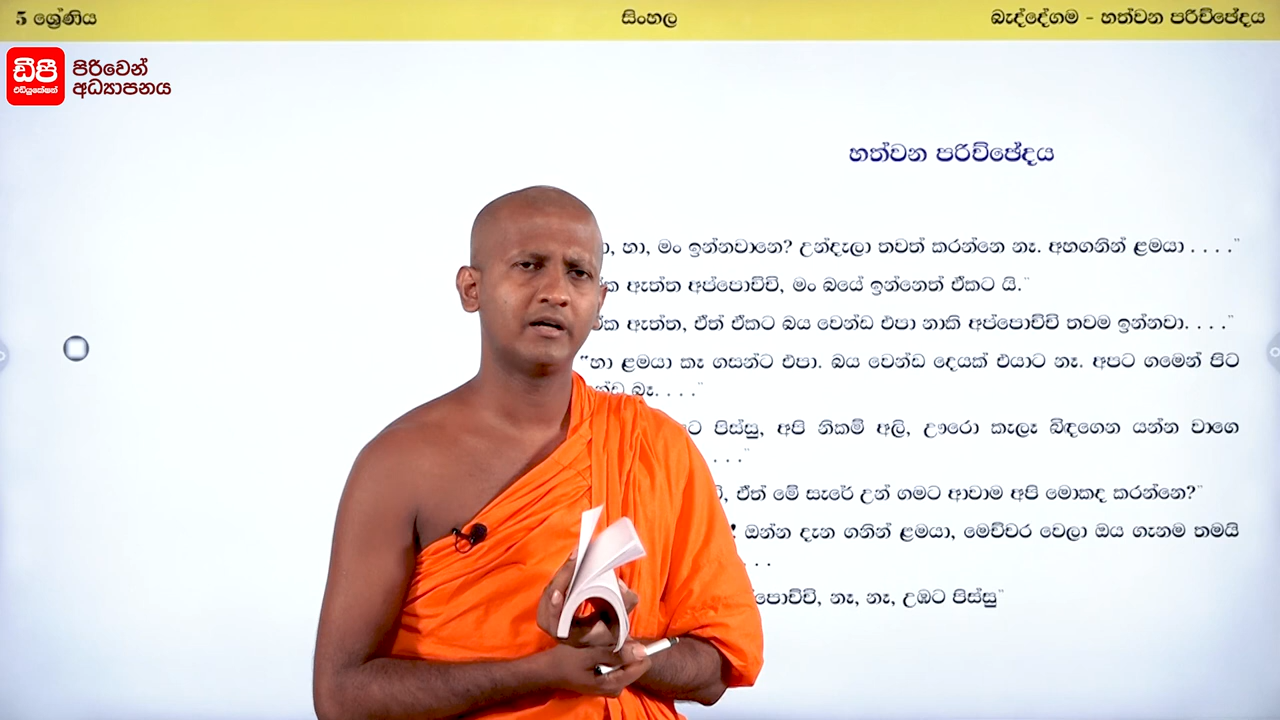 5 ශ්‍රේණිය
සිංහල
බැද්දේගම - හත්වන පරිච්ඡේදය
ඩීපී
එඩියුකේෂන්
පිරිවෙන්
අධ්‍යාපනය
හත්වන පරිච්ඡේදය
හා, මං ඉන්නවානෙ? උන්දැලා තවත් කරන්නෙ නෑ. අහගනින් ළමයා . . . ."
ඇත්ත අප්පොච්චි, මං බයේ ඉන්නෙත් ඒකට යි."
ඇත්ත, ඒත් ඒකට බය වෙන්ඩ එපා නාකි අප්පොච්චි තවම ඉන්නවා. . . ."
"හා ළමයා කෑ ගසන්ට එපා. බය වෙන්ඩ දෙයක් එයාට නෑ. අපට ගමෙන් පිට
බෑ. . . ."
පිස්සු, අපි නිකම් අලි, ඌරො කැලෑ බිඳගෙන යන්න වාගෙ
. . ."
ඒත් මේ සැරේ උන් ගමට ආවාම අපි මොකද කරන්නෙ?"
! ඔන්න දැන ගනින් ළමයා, මෙච්චර වෙලා ඔය ගැනම තමයි
. . .
නෑ, නෑ, උඹට පිස්සු"